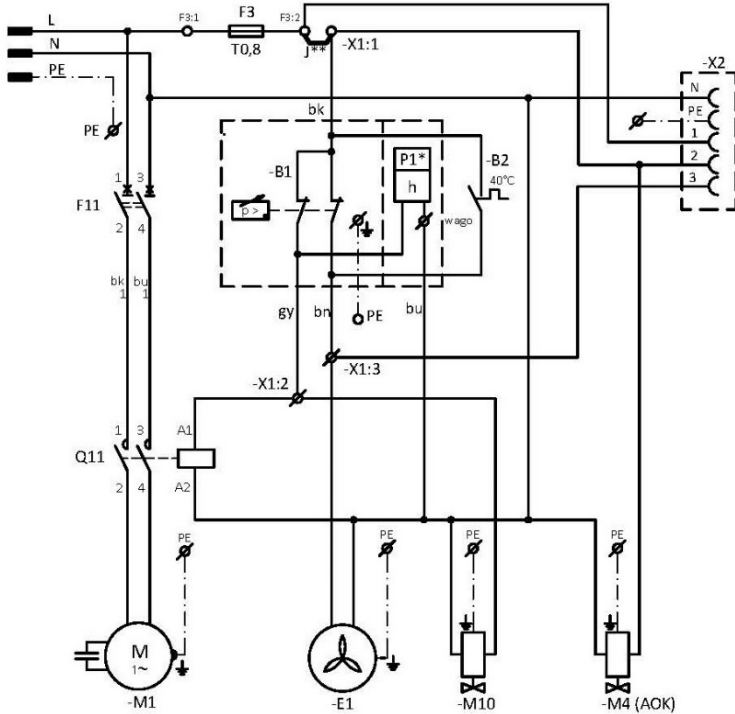 L
F3:1
F3
F3:2
T0,8
J**
-X1:1
N
PE
PE
-X2
N
PE
1
2
3
bk
-B1
P1*
h
-B2
40°C
p >
wago
1
3
F11
2
4
bk
1
bu
1
gy
bn
PE
bu
-X1:2
-X1:3
1
3
A1
Q11
2
4
A2
PE
PE
PE
PE
M
1~
-M1
-E1
-M10
-M4 (AOK)